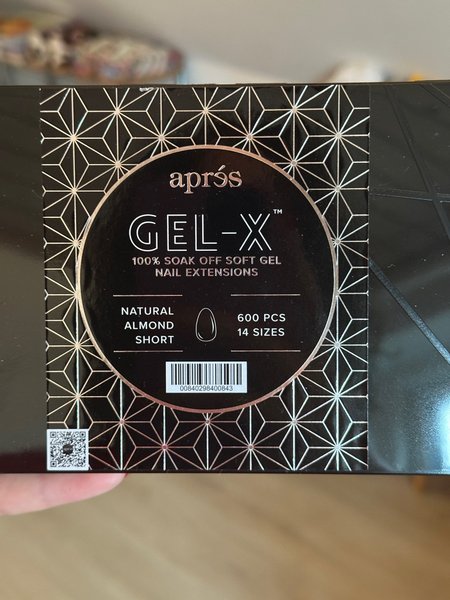 aprés
GEL-X™
100% SOAK OFF SOFT GEL
NAIL EXTENSIONS
NATURAL
ALMOND
SHORT
600 PCS
14 SIZES
00840298400843